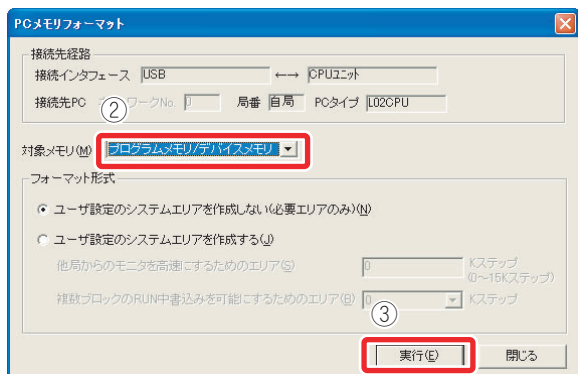 PCメモリフォーマット
接続先経路
接続インタフェース USB ←→ CPUユニット
接続先PC ネットワークNo. 0 局番 自局 PCタイプ L02CPU
②
対象メモリ(M) プログラムメモリ/デバイスメモリ
フォーマット形式
ユーザ設定のシステムエリアを作成しない(必要エリアのみ)(N)
ユーザ設定のシステムエリアを作成する(J)
他局からのモニタを高速にするためのエリア(S) 0 Kステップ
(0~15Kステップ)
複数ブロックのRUN中書込みを可能にするためのエリア(B) 0 Kステップ
③
実行(E) 閉じる